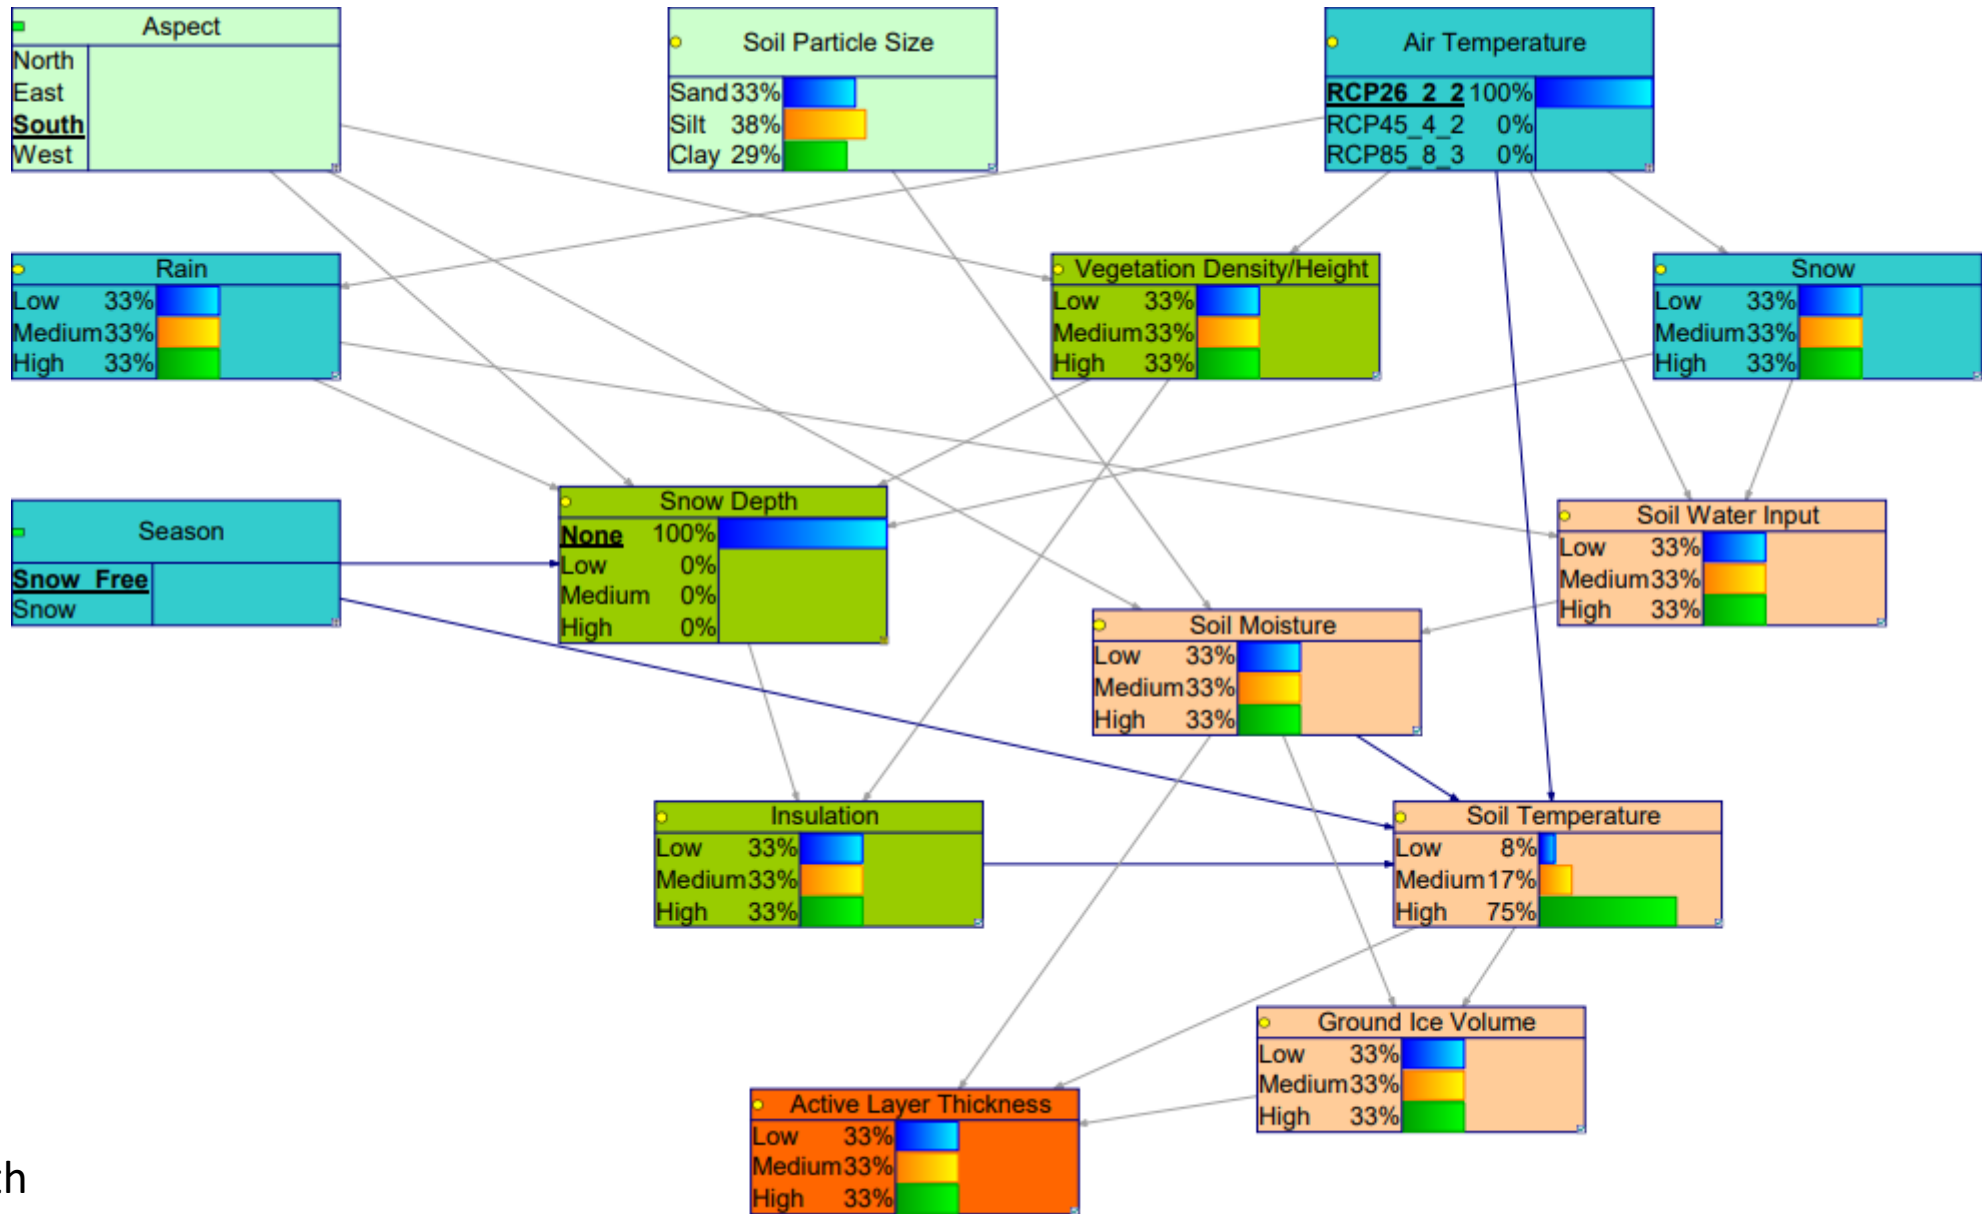 Aspect
North
East
South
West
Soil Particle Size
Sand 33%
Silt 38%
Clay 29%
Air Temperature
RCP26_2_2 100%
RCP45_4_2 0%
RCP85_8_3 0%
Rain
Low 33%
Medium 33%
High 33%
Vegetation Density/Height
Low 33%
Medium 33%
High 33%
Snow
Low 33%
Medium 33%
High 33%
Season
Snow_Free
Snow
Snow Depth
None 100%
Low 0%
Medium 0%
High 0%
Soil Water Input
Low 33%
Medium 33%
High 33%
Soil Moisture
Low 33%
Medium 33%
High 33%
Insulation
Low 33%
Medium 33%
High 33%
Soil Temperature
Low 8%
Medium 17%
High 75%
Ground Ice Volume
Low 33%
Medium 33%
High 33%
Active Layer Thickness
Low 33%
Medium 33%
High 33%